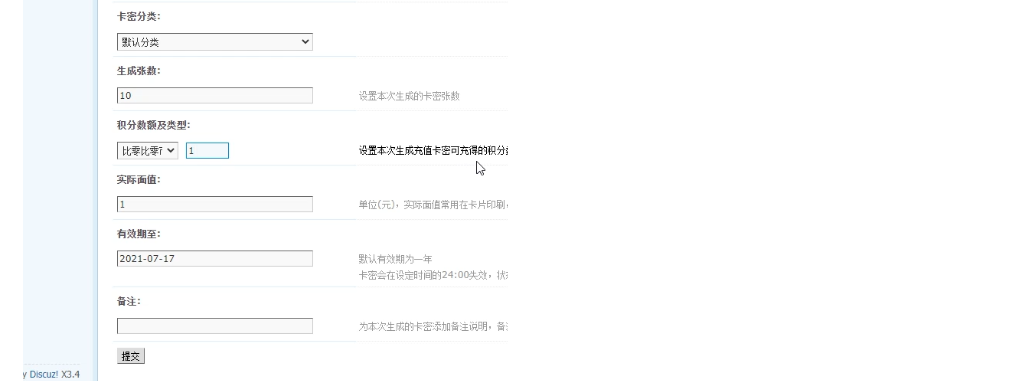 卡密分类:
默认分类
生成张数:
10
设置本次生成的卡密张数
积分数额及类型:
比零比零
1
设置本次生成充值卡密可充得的积分
实际面值:
1
单位(元)，实际面值常用在卡片印刷
有效期至:
2021-07-17
默认有效期为一年
卡密会在设定时间的24:00失效，
备注:
为本次生成的卡密添加备注说明，
提交
y Discuz! X3.4